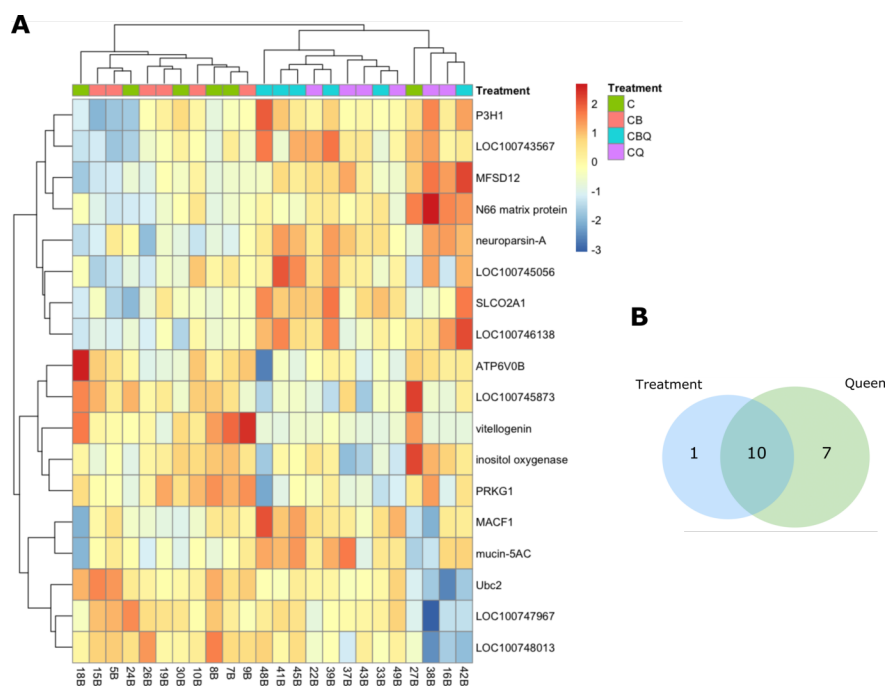 A
Treatment
P3H1
LOC100743567
MFSD12
N66 matrix protein
neuroparsin-A
LOC100745056
SLCO2A1
LOC100746138
ATP6V0B
LOC100745873
vitellogenin
inositol oxygenase
PRKG1
MACF1
mucin-5AC
Ubc2
LOC100747967
LOC100748013
18B 15B 5B 24B 26B 19B 30B 10B 8B 7B 9B 48B 41B 45B 22B 39B 37B 43B 33B 49B 27B 38B 16B 42B
2
1
0
-1
-2
-3
Treatment
C
CB
CBQ
CQ
B
Treatment Queen
1 10 7